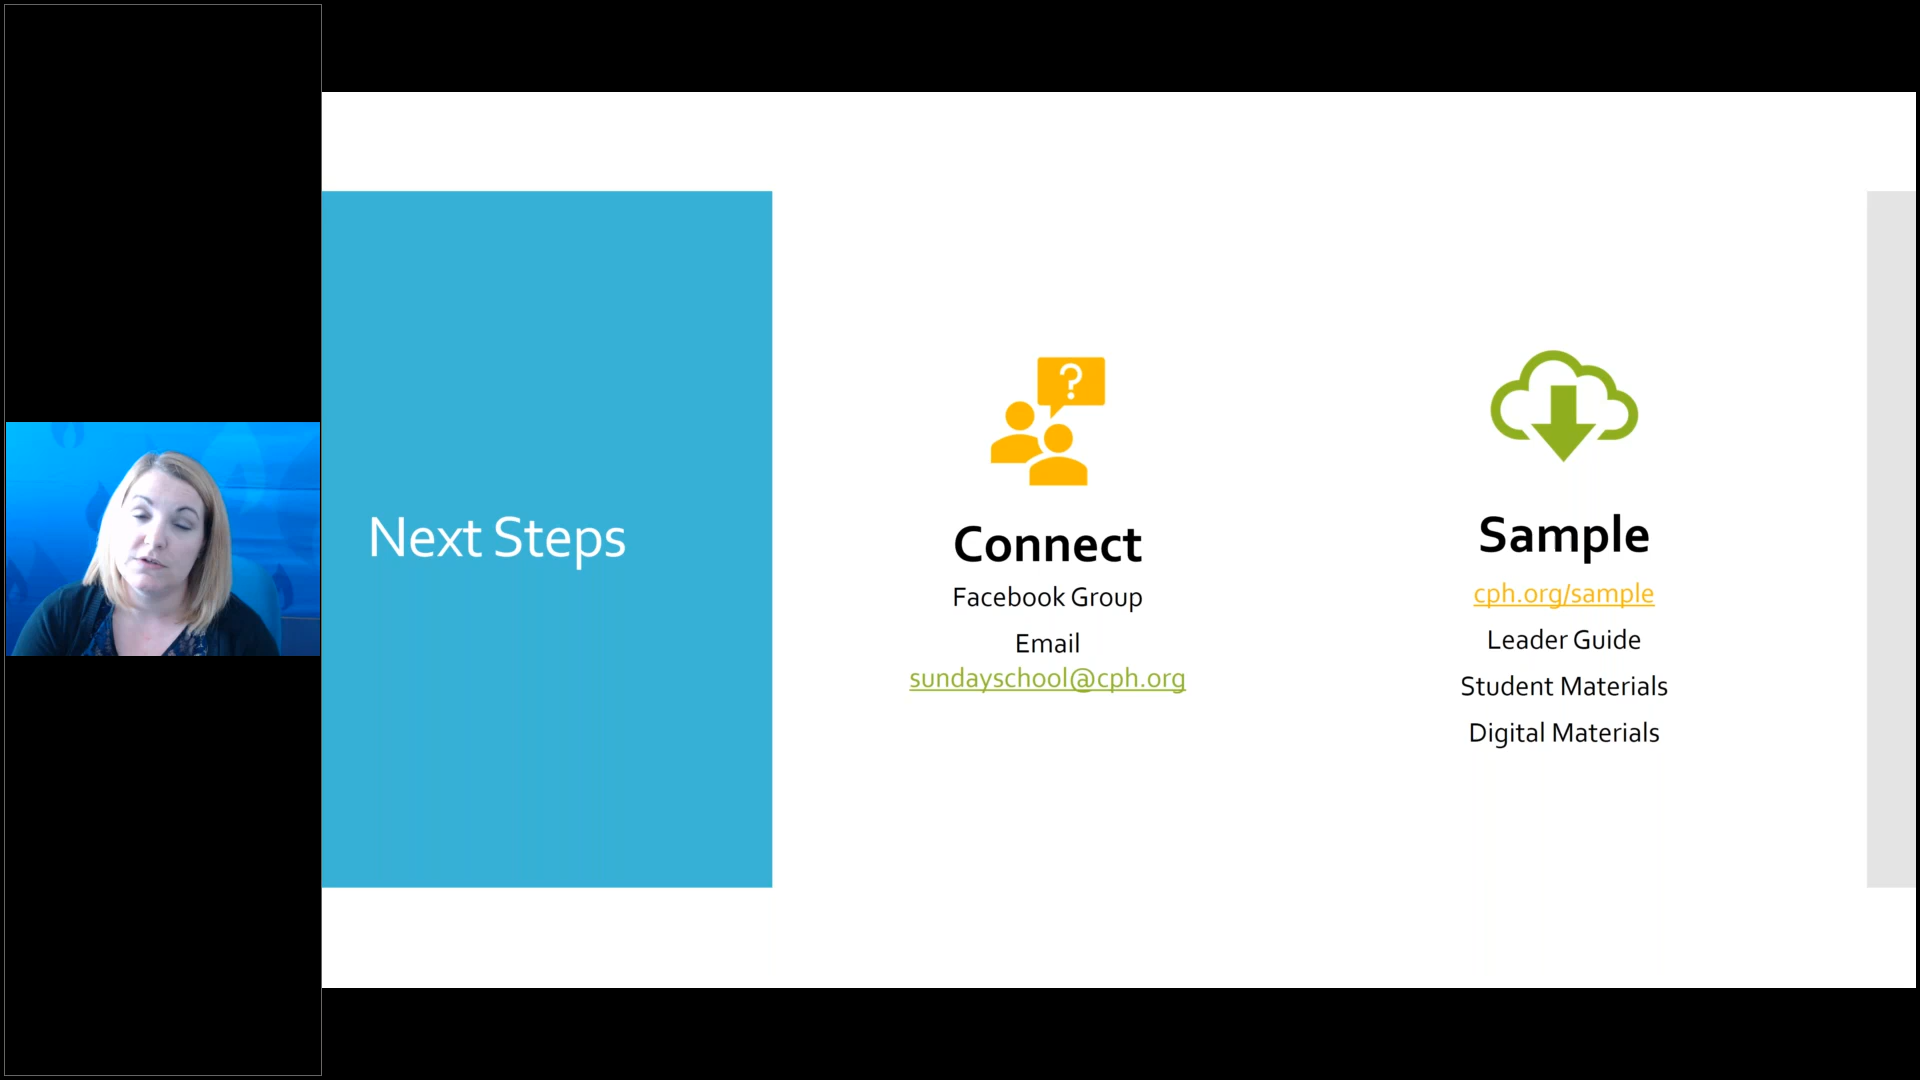 Next Steps
?
Connect
Facebook Group
Email
sundayschool@cph.org
Sample
cph.org/sample
Leader Guide
Student Materials
Digital Materials